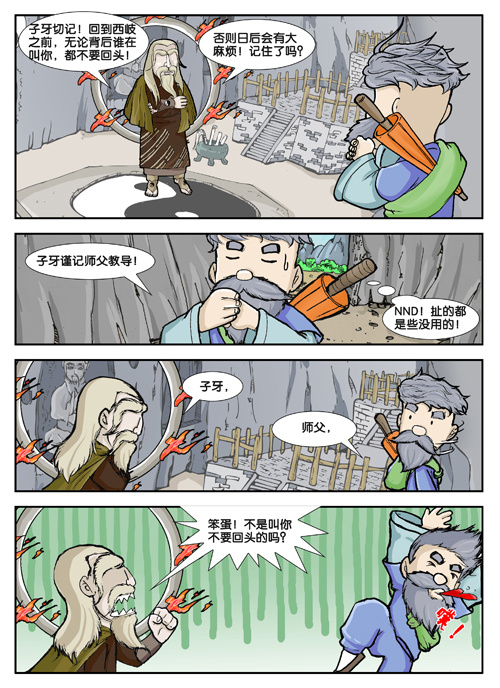 子牙切记！回到西岐
之前，无论背后谁在
叫你，都不要回头！
否则日后会有大
麻烦！记住了吗？
子牙谨记师父教导！
NND！扯的都
是些没用的！
子牙，
师父，
笨蛋！不是叫你
不要回头的吗？